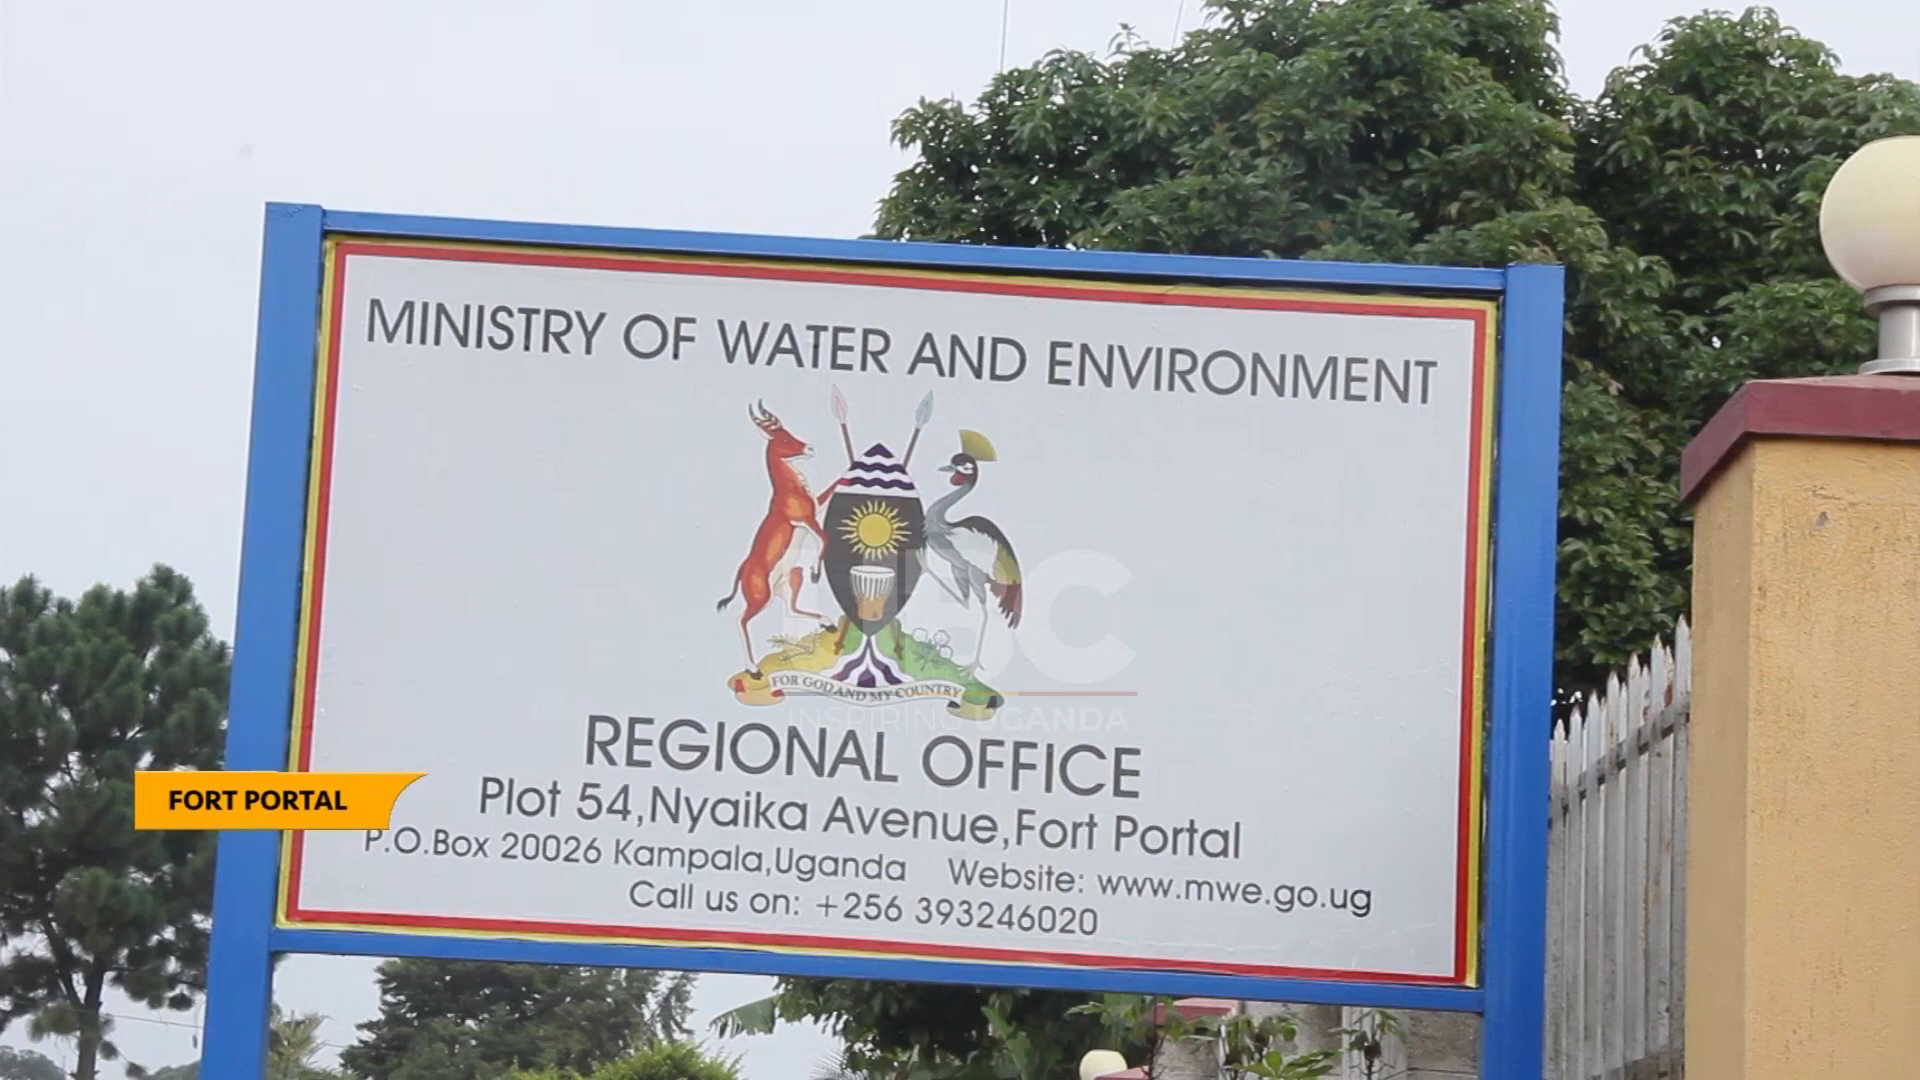 MINISTRY OF WATER AND ENVIRONMENT
FOR GOD AND MY COUNTRY
UBC
INSPIRING UGANDA
REGIONAL OFFICE
Plot 54,Nyaika Avenue,Fort Portal
FORT PORTAL
P.O.Box 20026 Kampala,Uganda Website: www.mwe.go.ug
Call us on: +256 393246020